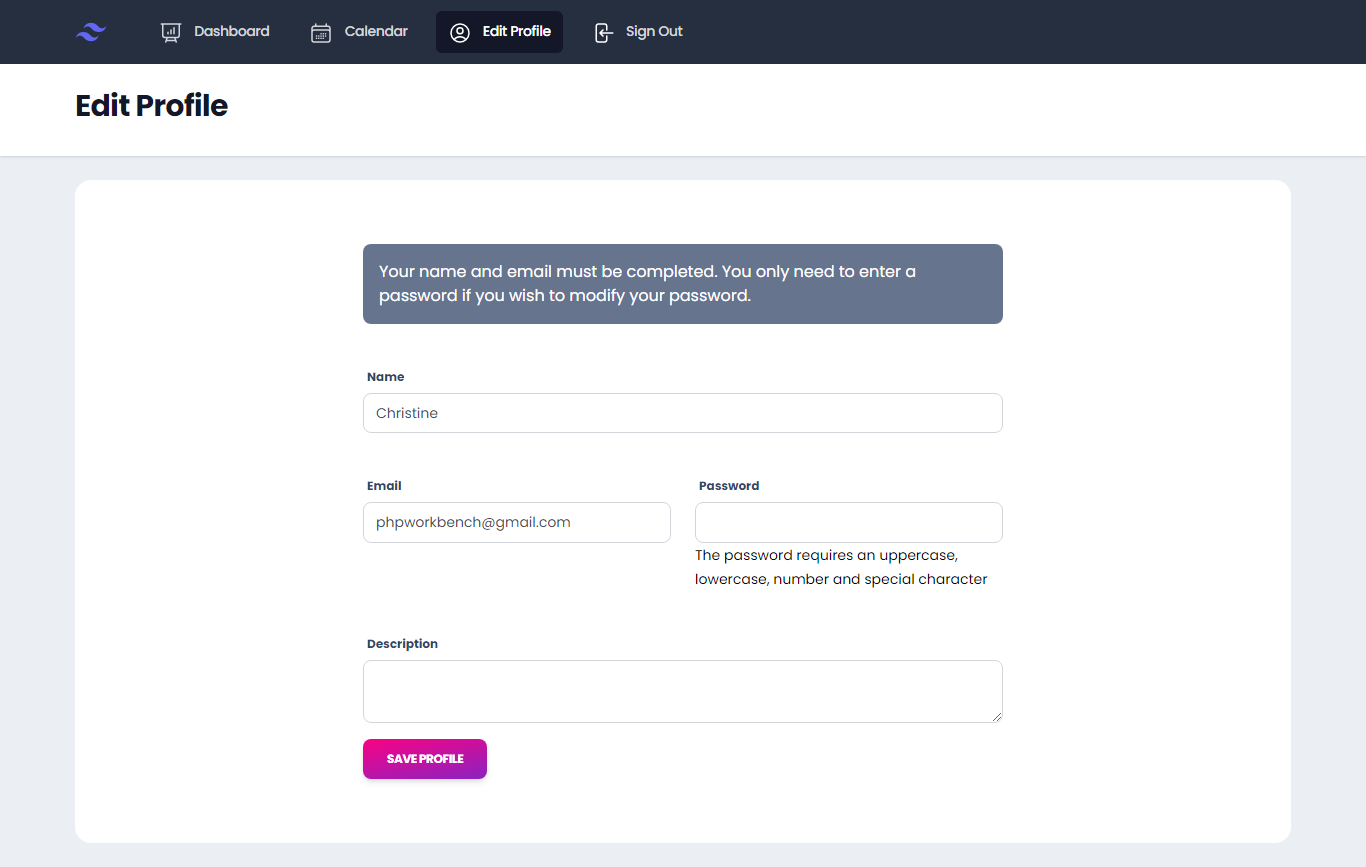 Dashboard
Calendar
Edit Profile
Sign Out
Edit Profile
Your name and email must be completed. You only need to enter a
password if you wish to modify your password.
Name
Christine
Email
Password
phpworkbench@gmail.com
The password requires an uppercase,
lowercase, number and special character
Description
SAVE PROFILE